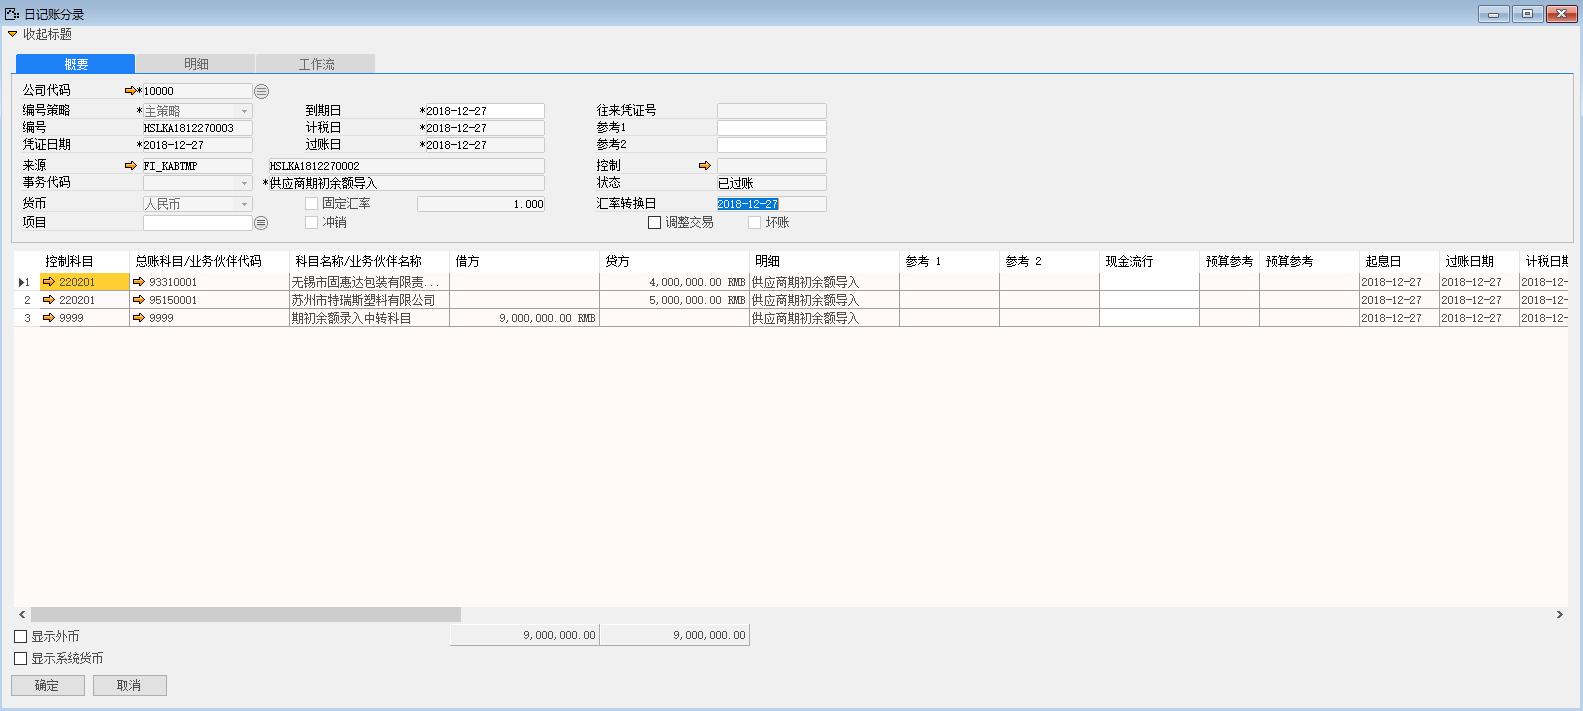 日记账分录
收起标题
概要 明细 工作流
公司代码 *10000
编号策略 *主策略 到期日 *2018-12-27 往来凭证号
编号 HSLKA1812270003 计税日 *2018-12-27 参考1
凭证日期 *2018-12-27 过账日 *2018-12-27 参考2
来源 FI_KABTMP HSLKA1812270002 控制
事务代码 *供应商期初余额导入 状态 已过账
货币 人民币 固定汇率 1.000 汇率转换日 2018-12-27
项目 冲销 调整交易 坏账
控制科目 总账科目/业务伙伴代码 科目名称/业务伙伴名称 借方 贷方 明细 参考 1 参考 2 现金流行 预算参考 预算参考 起息日 过账日期 计税日期
1 220201 93310001 无锡市固惠达包装有限责... 4,000,000.00 RMB 供应商期初余额导入 2018-12-27 2018-12-27 2018-12-
2 220201 95150001 苏州市特瑞斯塑料有限公司 5,000,000.00 RMB 供应商期初余额导入 2018-12-27 2018-12-27 2018-12-
3 9999 9999 期初余额录入中转科目 9,000,000.00 RMB 供应商期初余额导入 2018-12-27 2018-12-27 2018-12-
显示外币 9,000,000.00 9,000,000.00
显示系统货币
确定 取消